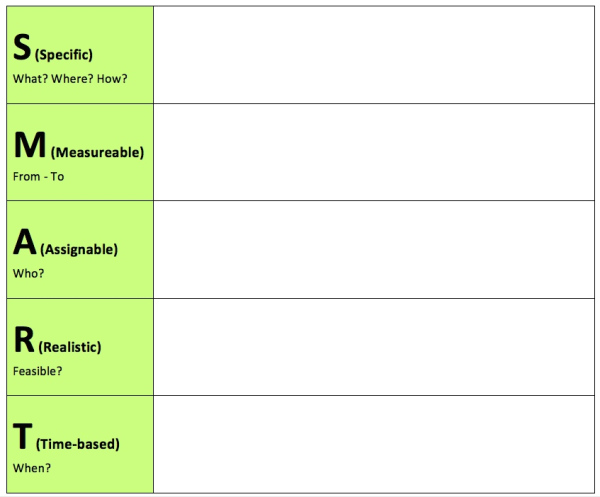 S (Specific)
What? Where? How?
M (Measureable)
From - To
A (Assignable)
Who?
R (Realistic)
Feasible?
T (Time-based)
When?